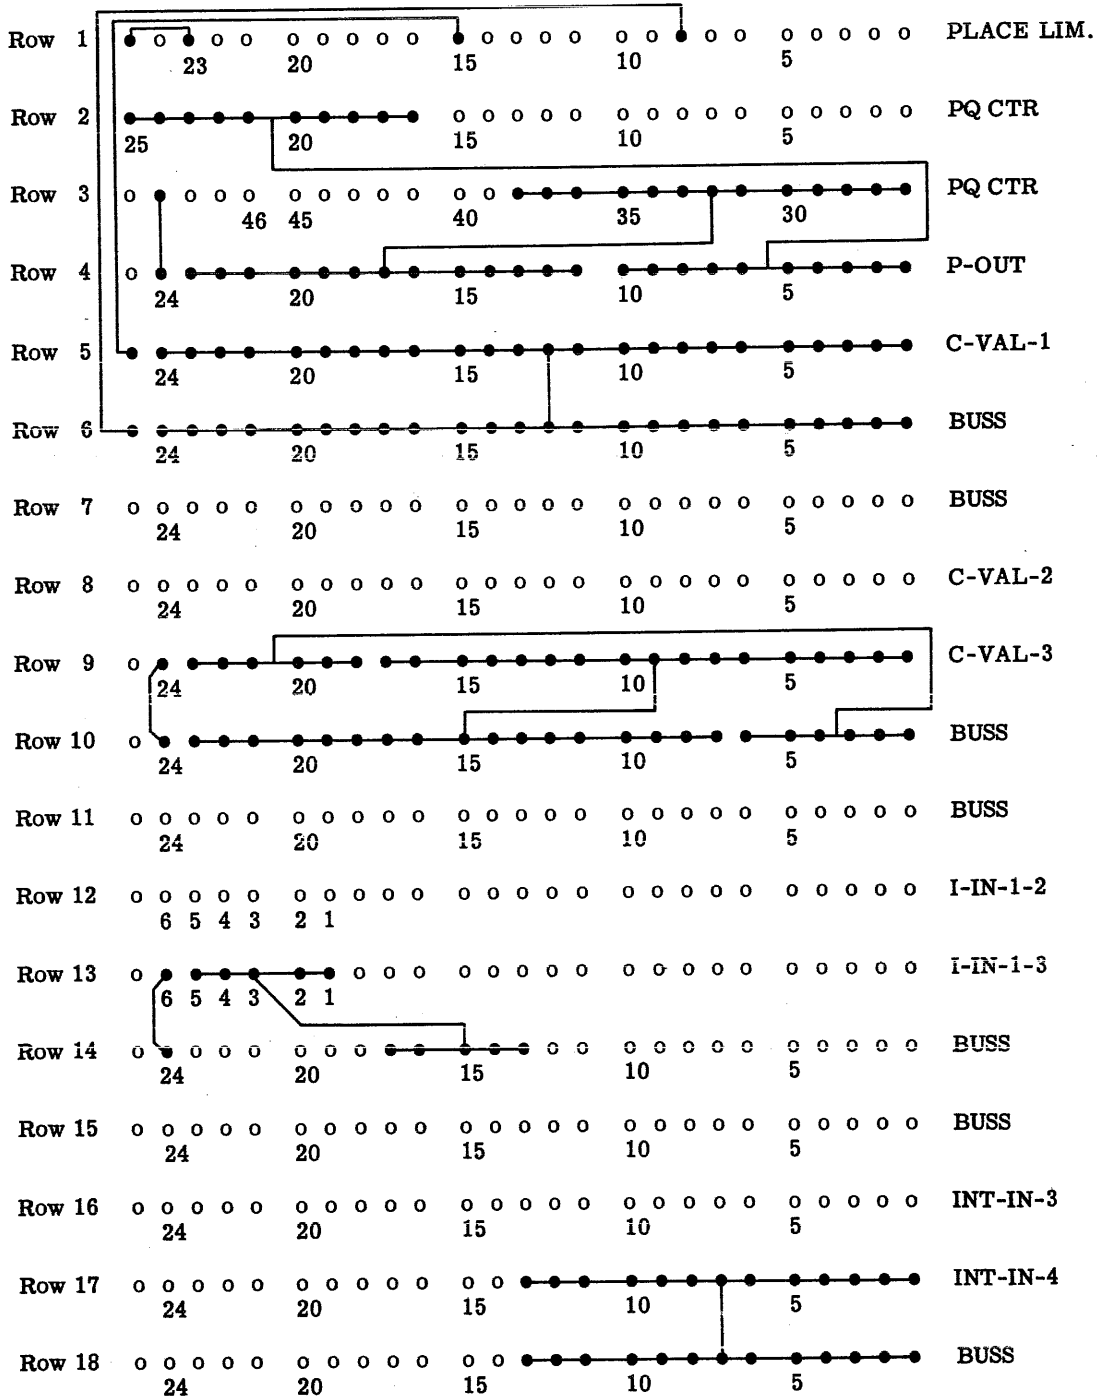 Row 1 PLACE LIM.
23 20 15 10 5
Row 2 PQ CTR
25 20 15 10 5
Row 3 PQ CTR
46 45 40 35 30
Row 4 P-OUT
24 20 15 10 5
Row 5 C-VAL-1
24 20 15 10 5
Row 6 BUSS
24 20 15 10 5
Row 7 BUSS
24 20 15 10 5
Row 8 C-VAL-2
24 20 15 10 5
Row 9 C-VAL-3
24 20 15 10 5
Row 10 BUSS
24 20 15 10 5
Row 11 BUSS
24 20 15 10 5
Row 12 I-IN-1-2
6 5 4 3 2 1
Row 13 I-IN-1-3
6 5 4 3 2 1
Row 14 BUSS
24 20 15 10 5
Row 15 BUSS
24 20 15 10 5
Row 16 INT-IN-3
24 20 15 10 5
Row 17 INT-IN-4
24 20 15 10 5
Row 18 BUSS
24 20 15 10 5